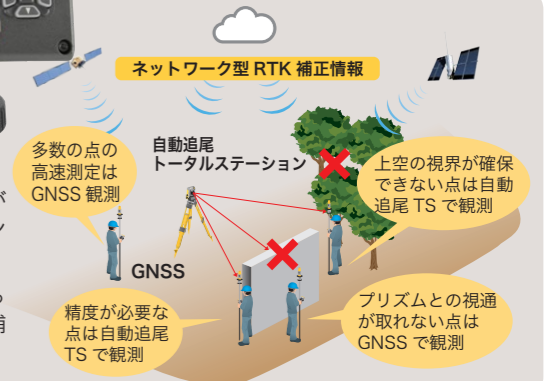 ネットワーク型 RTK 補正情報
多数の点の
高速測定は
GNSS 観測
自動追尾
トータルステーション
上空の視界が確保
できない点は自動
追尾 TS で観測
GNSS
精度が必要な
点は自動追尾
TS で観測
プリズムとの視通
が取れない点は
GNSS で観測
が